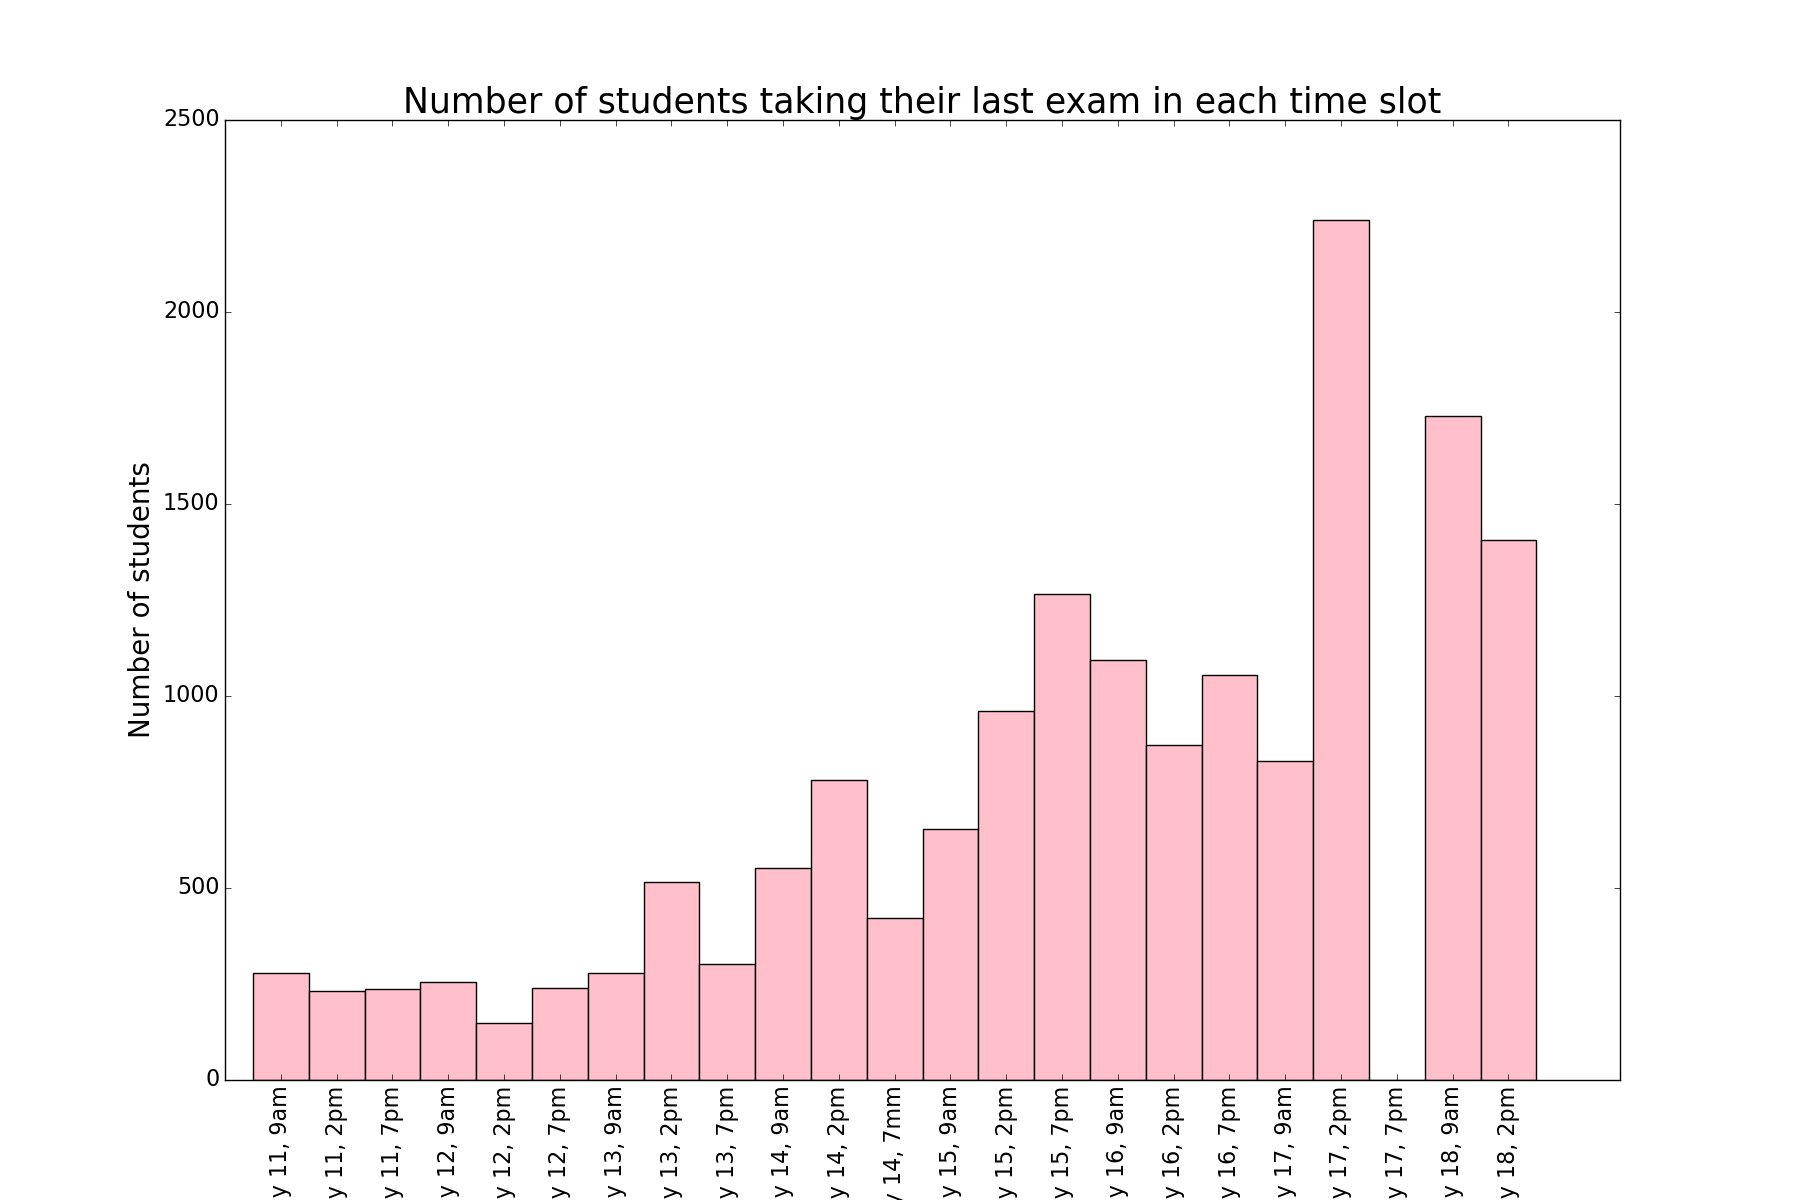 Number of students taking their last exam in each time slot
Number of students
2500
2000
1500
1000
500
0
y 11, 9am
y 11, 2pm
y 11, 7pm
y 12, 9am
y 12, 2pm
y 12, 7pm
y 13, 9am
y 13, 2pm
y 13, 7pm
y 14, 9am
y 14, 2pm
y 14, 7mm
y 15, 9am
y 15, 2pm
y 15, 7pm
y 16, 9am
y 16, 2pm
y 16, 7pm
y 17, 9am
y 17, 2pm
y 17, 7pm
y 18, 9am
y 18, 2pm